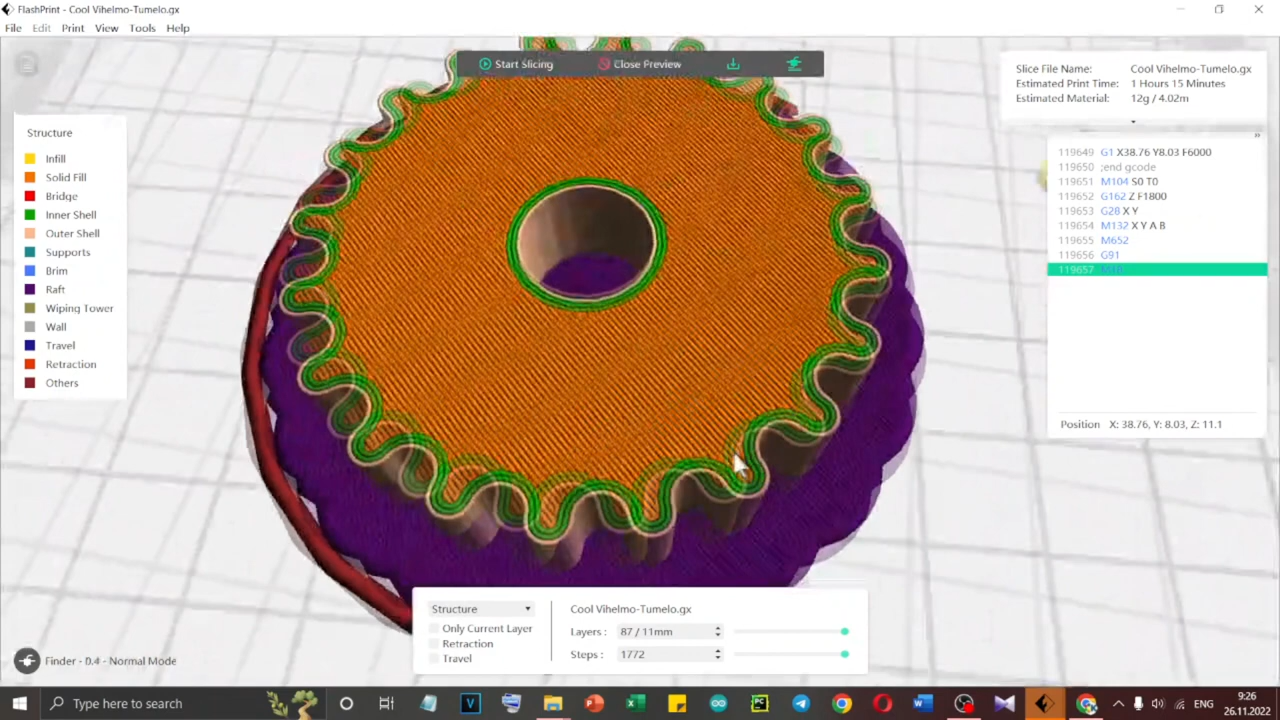 FlashPrint - Cool Vihelmo-Tumelo.gx
File Edit Print View Tools Help
Start Slicing Close Preview
Slice File Name: Cool Vihelmo-Tumelo.gx
Estimated Print Time: 1 Hours 15 Minutes
Estimated Material: 12g / 4.02m
»
Structure
Infill
Solid Fill
Bridge
Inner Shell
Outer Shell
Supports
Brim
Raft
Wiping Tower
Wall
Travel
Retraction
Others
119649 G1 X38.76 Y8.03 F6000
119650 ;end gcode
119651 M104 S0 T0
119652 G162 Z F1800
119653 G28 X Y
119654 M132 X Y A B
119655 M652
119656 G91
119657
Position X: 38.76, Y: 8.03, Z: 11.1
Structure
Only Current Layer
Retraction
Travel
Cool Vihelmo-Tumelo.gx
Layers : 87 / 11mm
Steps : 1772
Finder - 0.4 - Normal Mode
Type here to search
ENG
9:26
26.11.2022